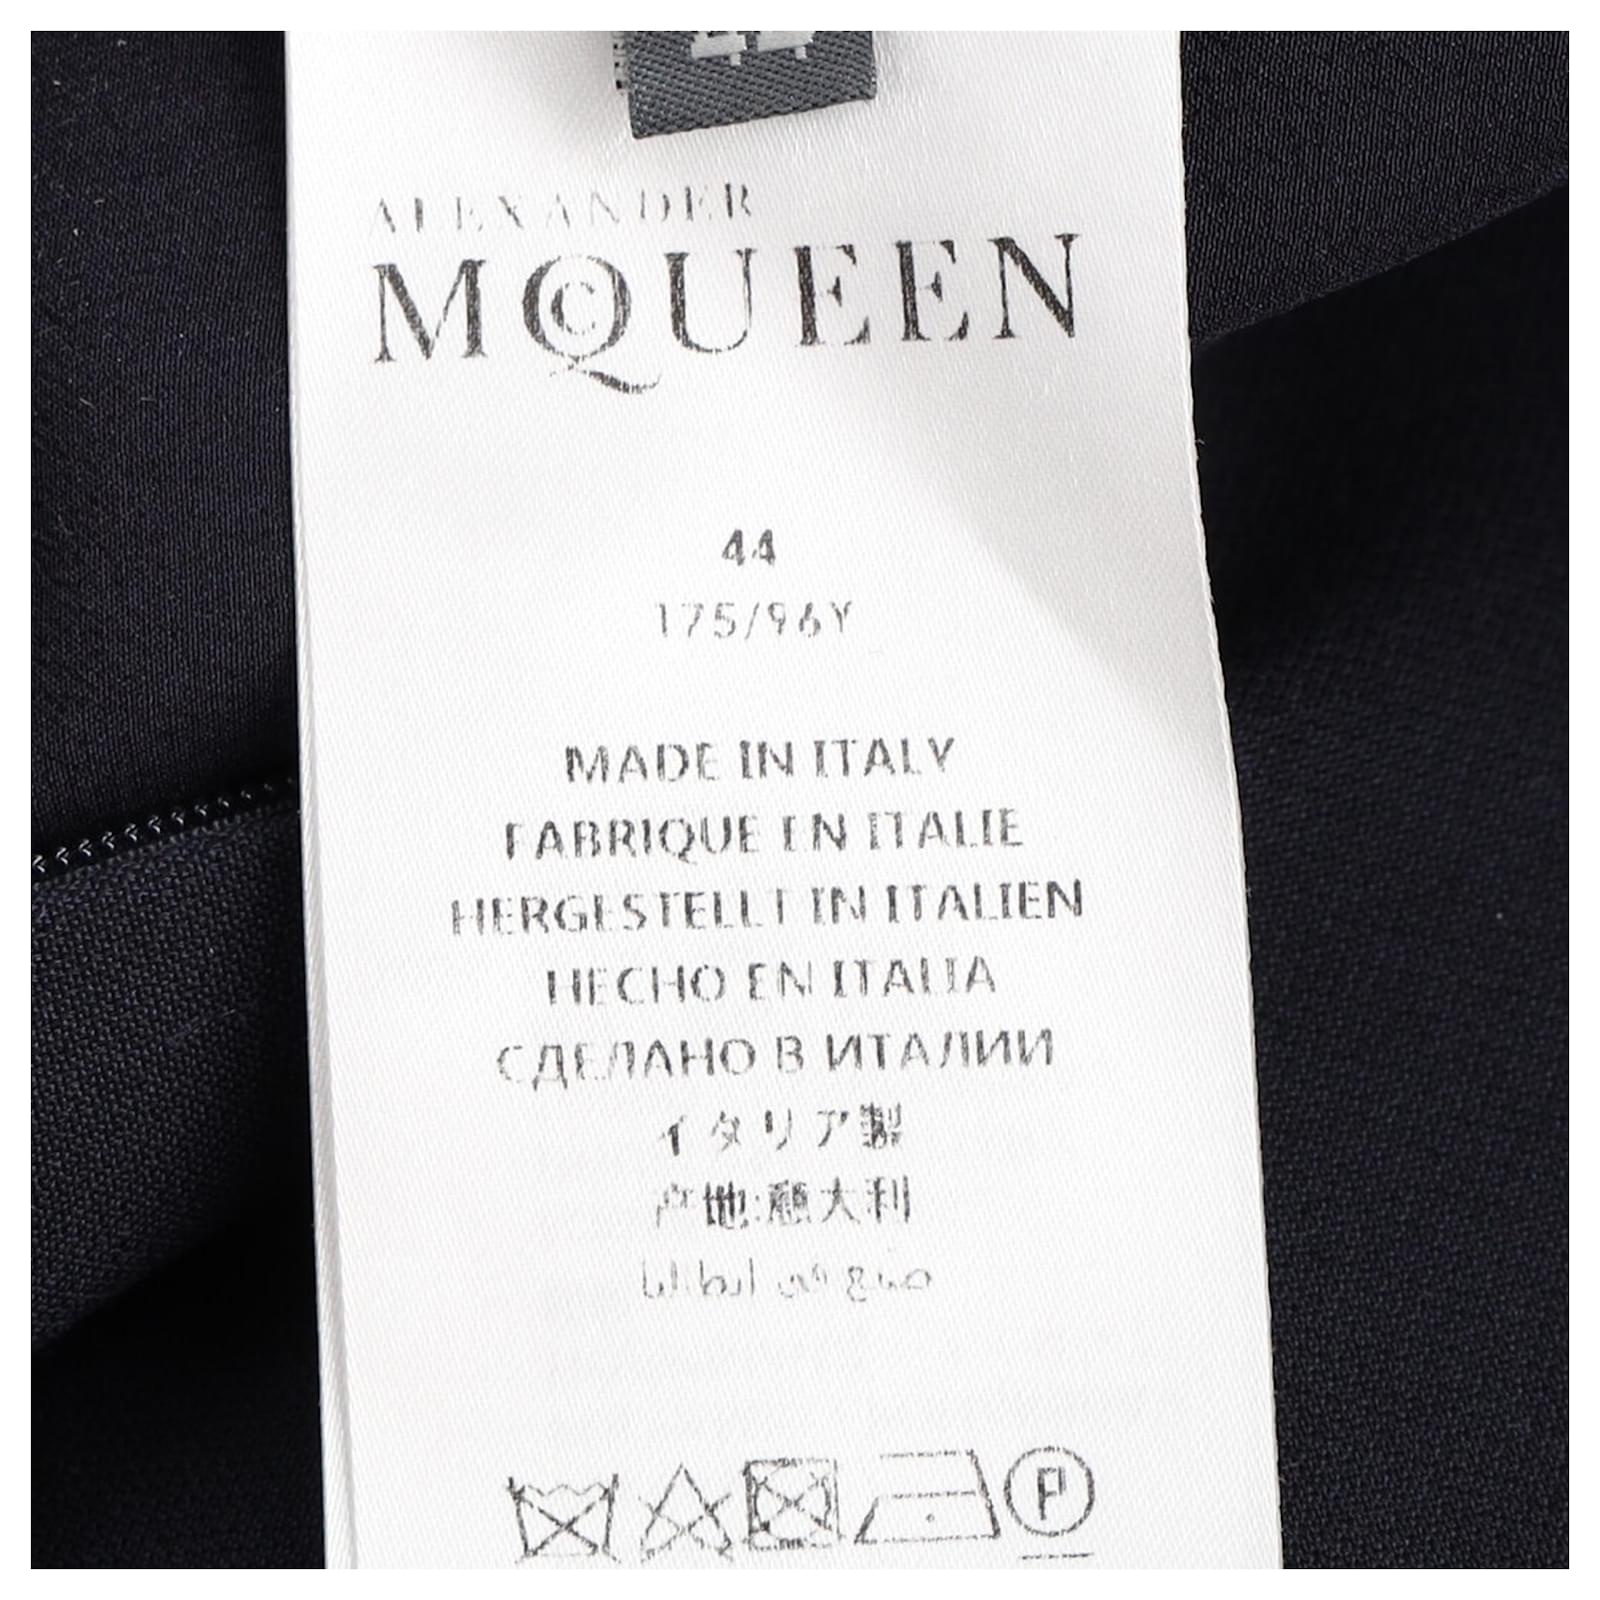 ALEXANDER
MCQUEEN
44
175/96Y
MADE IN ITALY
FABRIQUE EN ITALIE
HERGESTELLT IN ITALIEN
HECHO EN ITALIA
СДЕЛАНО В ИТАЛИИ
イタリア製
产地:意大利
صنع في ايطاليا
P